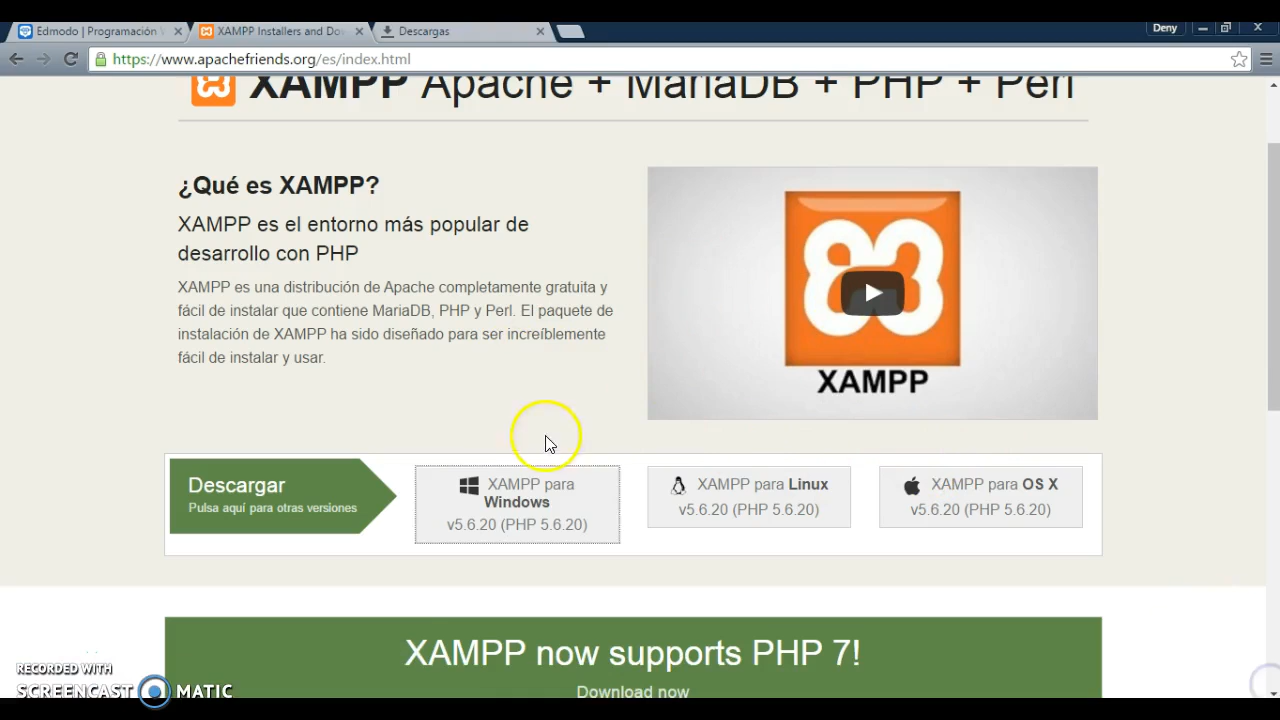 Edmodo | Programación
XAMPP Installers and Do
Descargas
Deny
https://www.apachefriends.org/es/index.html
XAMPP Apache + MariaDB + PHP + Perl
¿Qué es XAMPP?
XAMPP es el entorno más popular de
desarrollo con PHP
XAMPP es una distribución de Apache completamente gratuita y
fácil de instalar que contiene MariaDB, PHP y Perl. El paquete de
instalación de XAMPP ha sido diseñado para ser increíblemente
fácil de instalar y usar.
XAMPP
Descargar
Pulsa aquí para otras versiones
XAMPP para
Windows
v5.6.20 (PHP 5.6.20)
XAMPP para Linux
v5.6.20 (PHP 5.6.20)
XAMPP para OS X
v5.6.20 (PHP 5.6.20)
XAMPP now supports PHP 7!
Download now
RECORDED WITH
SCREENCAST MATIC